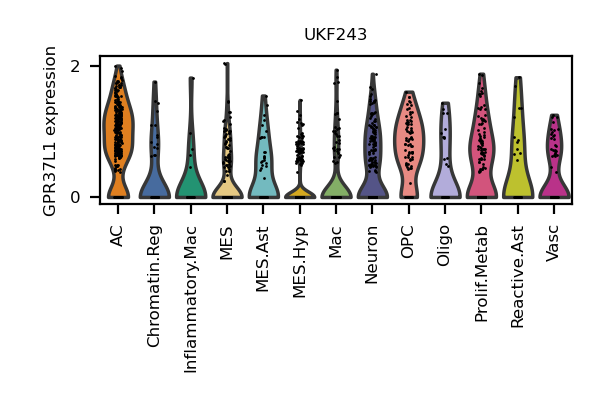 UKF243
GPR37L1 expression
2
0
AC
Chromatin.Reg
Inflammatory.Mac
MES
MES.Ast
MES.Hyp
Mac
Neuron
OPC
Oligo
Prolif.Metab
Reactive.Ast
Vasc